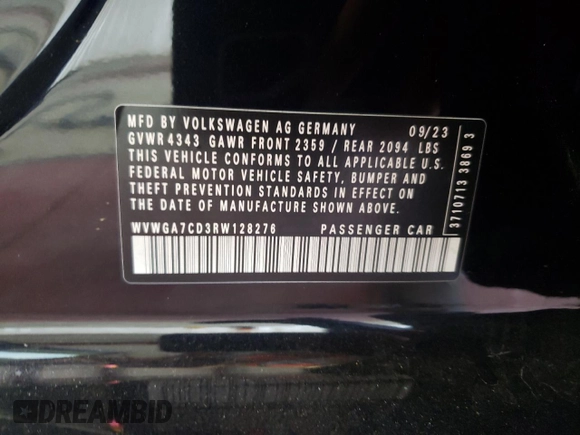 MFD BY VOLKSWAGEN AG GERMANY 09/23
GVWR 4343 GAWR FRONT 2359 / REAR 2094 LBS
THIS VEHICLE CONFORMS TO ALL APPLICABLE U.S.
FEDERAL MOTOR VEHICLE SAFETY, BUMPER AND
THEFT PREVENTION STANDARDS IN EFFECT ON
THE DATE OF MANUFACTURE SHOWN ABOVE.
WVWGA7CD3RW128276 PASSENGER CAR
3710713 3869 3
DREAMBID